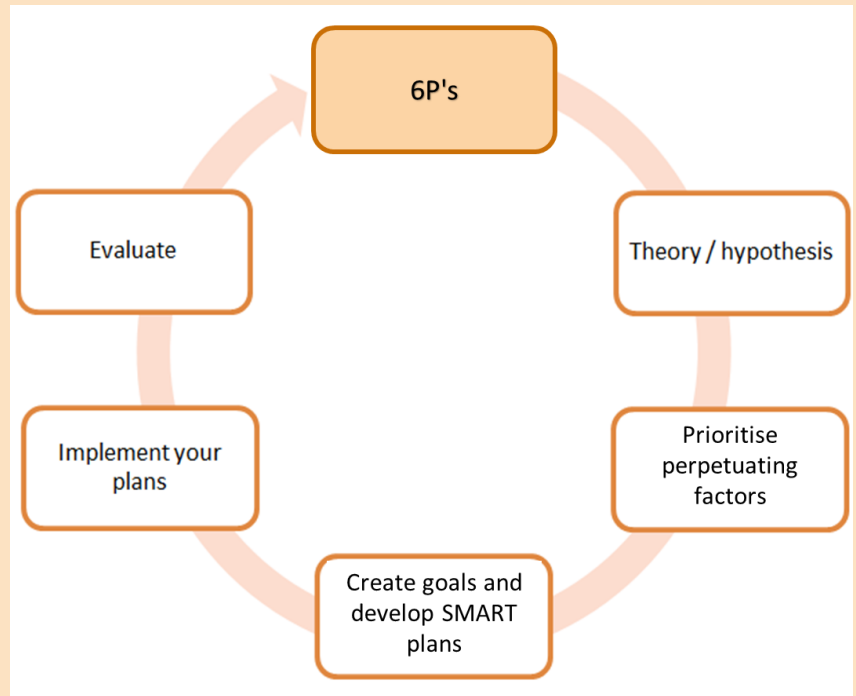 6P's
Theory / hypothesis
Prioritise
perpetuating
factors
Create goals and
develop SMART
plans
Implement your
plans
Evaluate